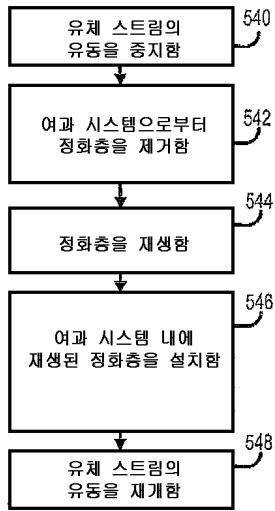 유체 스트림의
유동을 중지함
540
여과 시스템으로부터
정화층을 제거함
542
정화층을 재생함
544
여과 시스템 내에
재생된 정화층을 설치함
546
유체 스트림의
유동을 재개함
548